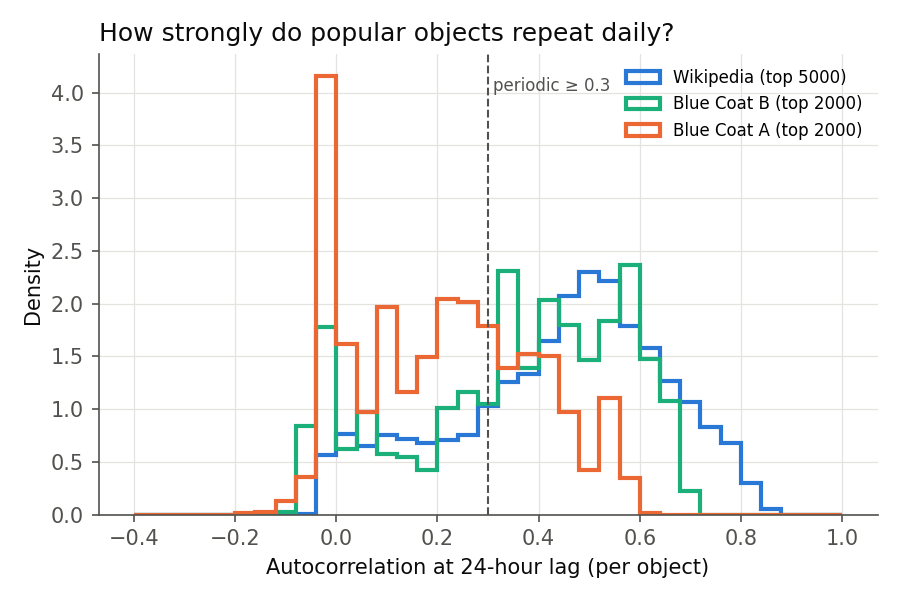 How strongly do popular objects repeat daily?
periodic ≥ 0.3
Wikipedia (top 5000)
Blue Coat B (top 2000)
Blue Coat A (top 2000)
Density
4.0
3.5
3.0
2.5
2.0
1.5
1.0
0.5
0.0
−0.4 −0.2 0.0 0.2 0.4 0.6 0.8 1.0
Autocorrelation at 24-hour lag (per object)